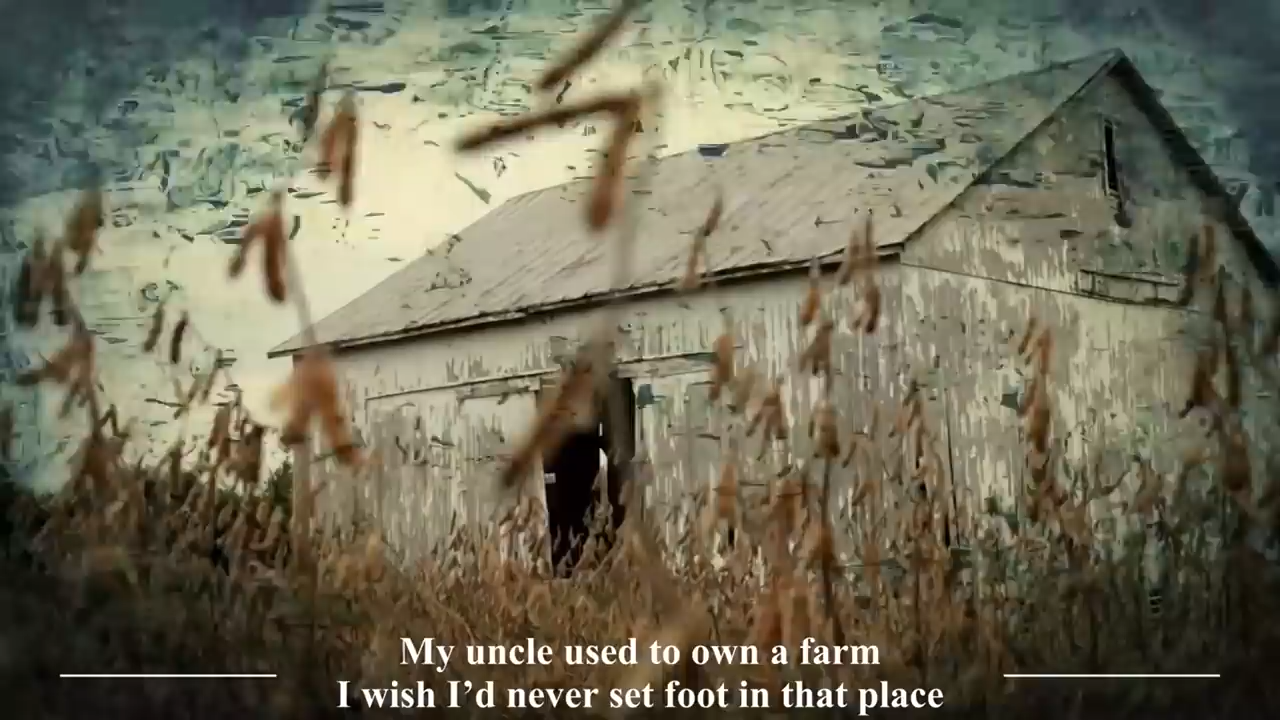 My uncle used to own a farm
I wish I’d never set foot in that place